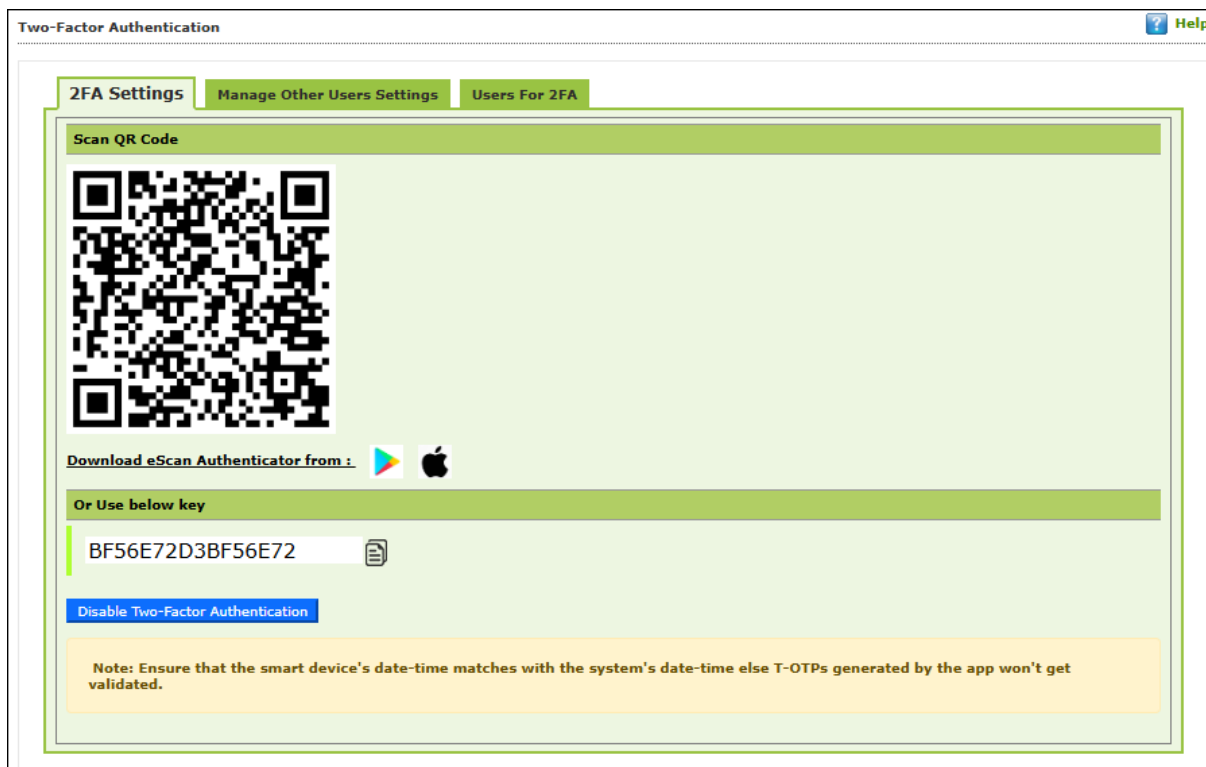 Two-Factor Authentication
Help
2FA Settings
Manage Other Users Settings
Users For 2FA
Scan QR Code
Download eScan Authenticator from :
Or Use below key
BF56E72D3BF56E72
Disable Two-Factor Authentication
Note: Ensure that the smart device's date-time matches with the system's date-time else T-OTPs generated by the app won't get
validated.